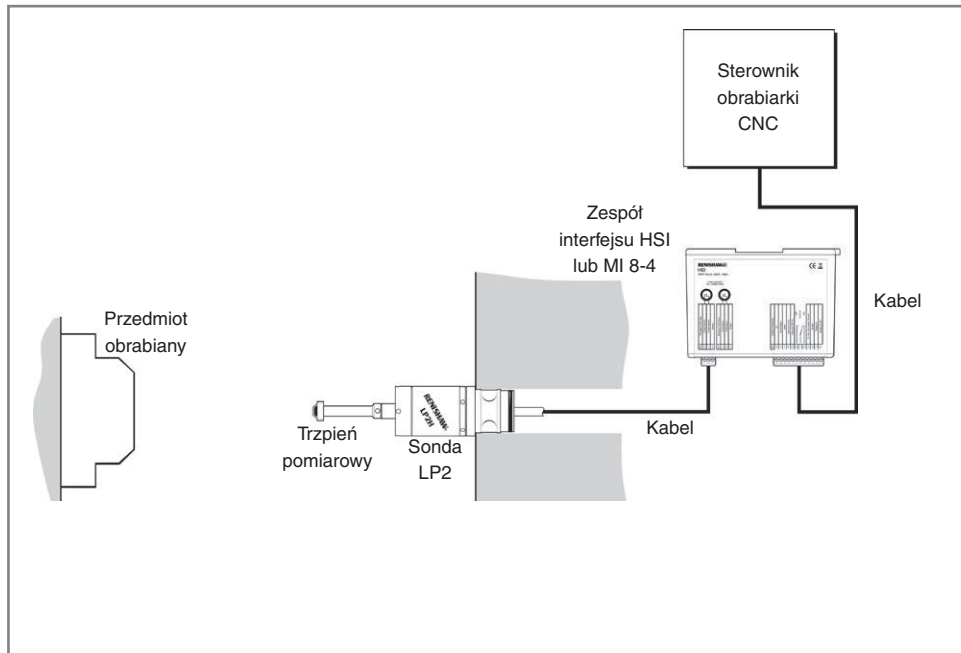 Sterownik
obrabiarki
CNC
Zespół
interfejsu HSI
lub MI 8-4
RENISHAW
HSI
CE
Kabel
Przedmiot
obrabiany
Kabel
RENISHAW
LP2H
Trzpień
pomiarowy
Sonda
LP2